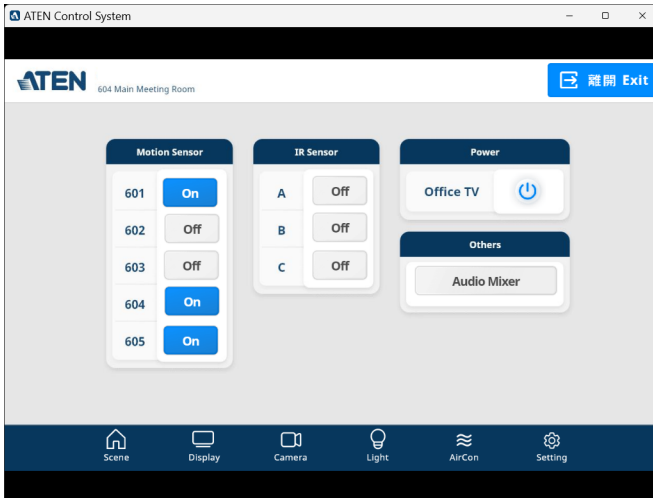 ATEN Control System
ATEN
604 Main Meeting Room
離開 Exit
Motion Sensor
601 On
602 Off
603 Off
604 On
605 On
IR Sensor
A Off
B Off
C Off
Power
Office TV
Others
Audio Mixer
Scene Display Camera Light AirCon Setting